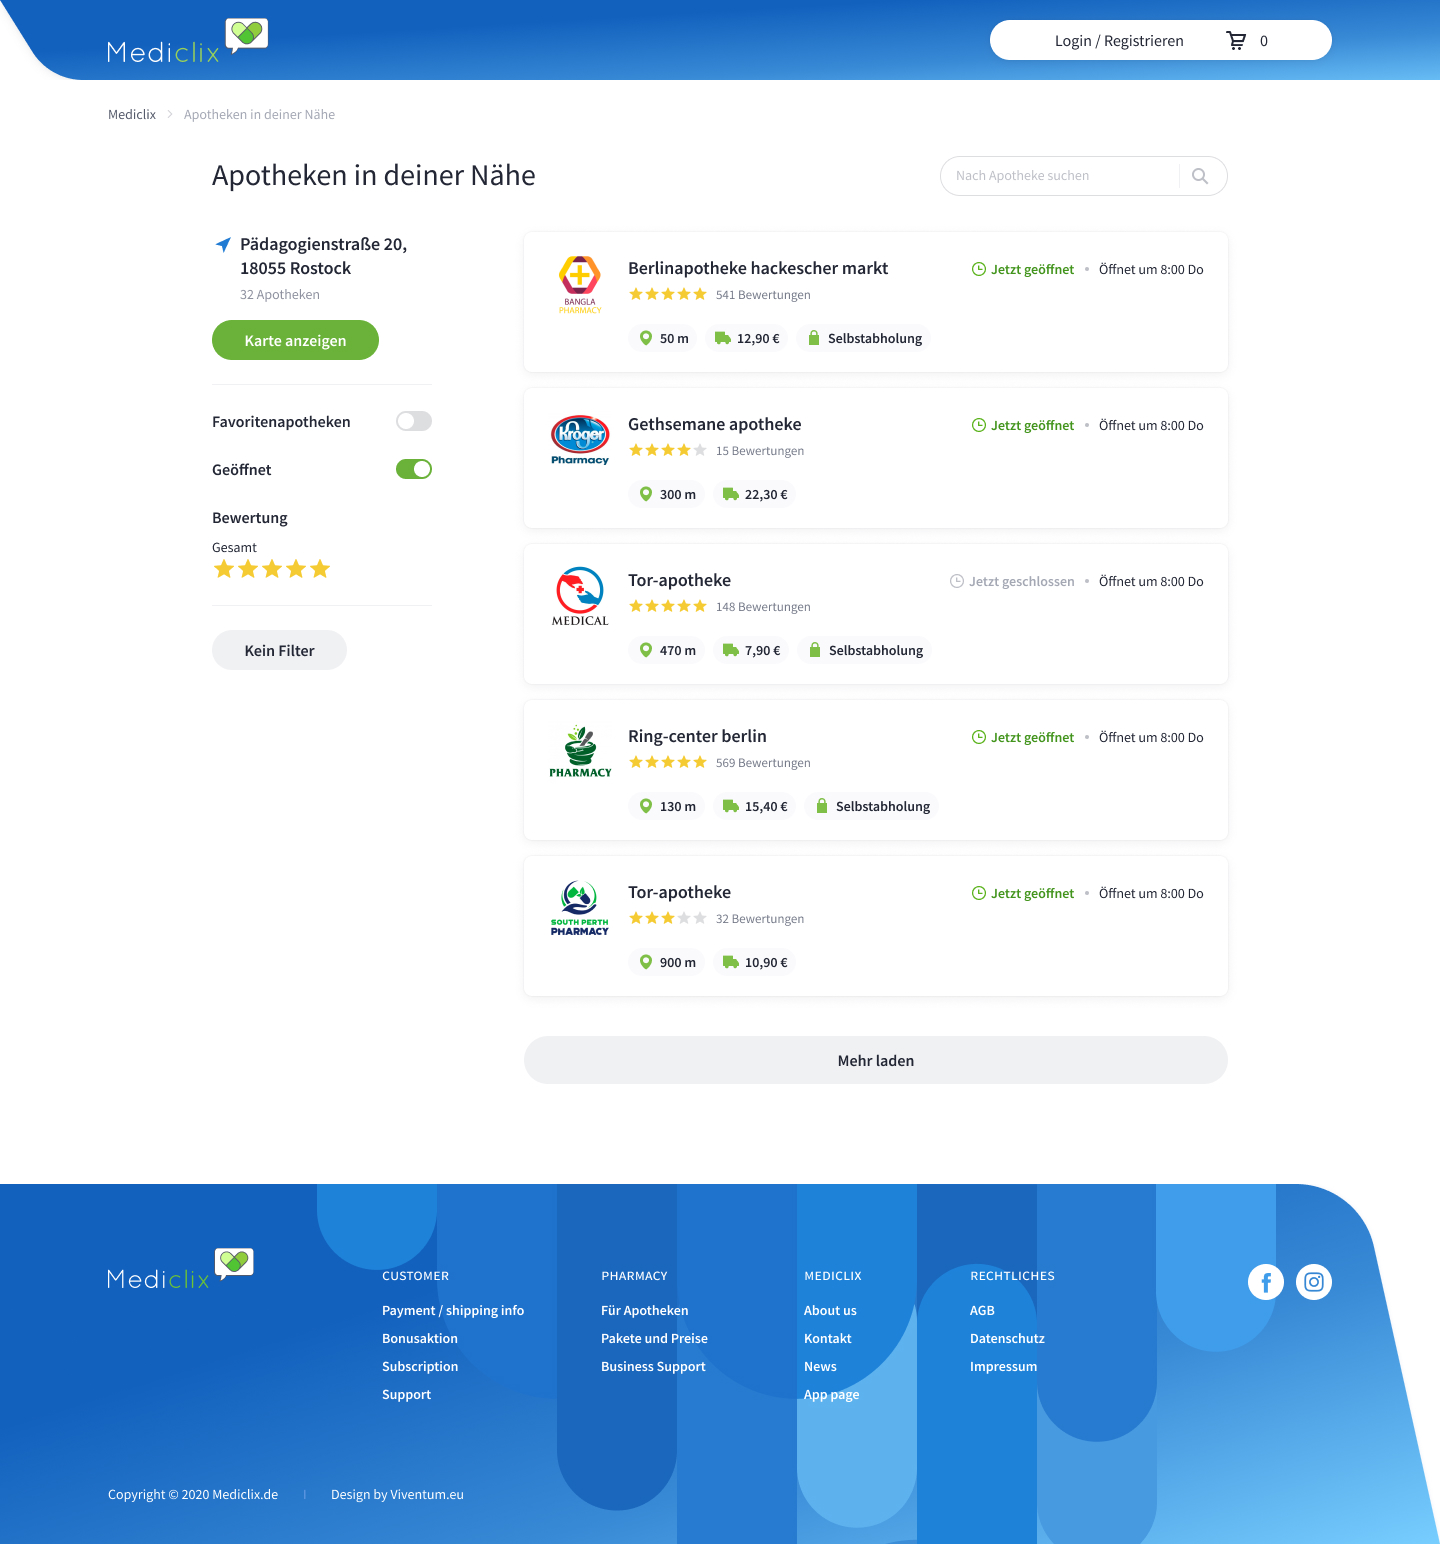 Mediclix
Login / Registrieren
0
Mediclix
Apotheken in deiner Nähe
Apotheken in deiner Nähe
Nach Apotheke suchen
Pädagogienstraße 20,
18055 Rostock
32 Apotheken
Karte anzeigen
Favoritenapotheken
Geöffnet
Bewertung
Gesamt
Kein Filter
BANGLA
PHARMACY
Berlinapotheke hackescher markt
Jetzt geöffnet
Öffnet um 8:00 Do
541 Bewertungen
50 m
12,90 €
Selbstabholung
Kroger
Pharmacy
Gethsemane apotheke
Jetzt geöffnet
Öffnet um 8:00 Do
15 Bewertungen
300 m
22,30 €
MEDICAL
Tor-apotheke
Jetzt geschlossen
Öffnet um 8:00 Do
148 Bewertungen
470 m
7,90 €
Selbstabholung
PHARMACY
Ring-center berlin
Jetzt geöffnet
Öffnet um 8:00 Do
569 Bewertungen
130 m
15,40 €
Selbstabholung
SOUTH PERTH
PHARMACY
Tor-apotheke
Jetzt geöffnet
Öffnet um 8:00 Do
32 Bewertungen
900 m
10,90 €
Mehr laden
Mediclix
CUSTOMER
Payment / shipping info
Bonusaktion
Subscription
Support
PHARMACY
Für Apotheken
Pakete und Preise
Business Support
MEDICLIX
About us
Kontakt
News
App page
RECHTLICHES
AGB
Datenschutz
Impressum
Copyright © 2020 Mediclix.de
Design by Viventum.eu